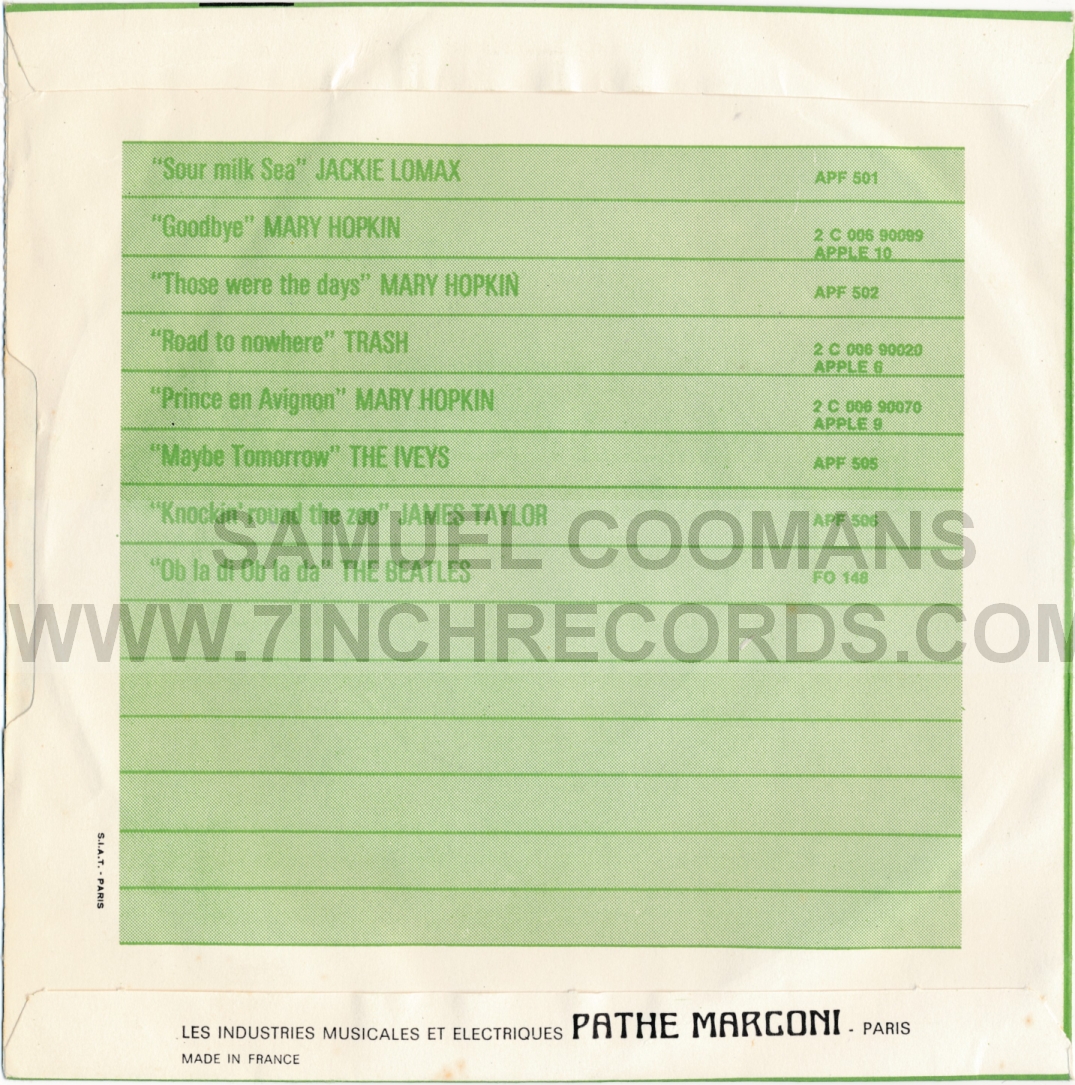 "Sour milk Sea" JACKIE LOMAX APF 501
"Goodbye" MARY HOPKIN 2 C 006 90099
APPLE 10
"Those were the days" MARY HOPKIN APF 502
"Road to nowhere" TRASH 2 C 006 90020
APPLE 6
"Prince en Avignon" MARY HOPKIN 2 C 006 90070
APPLE 9
"Maybe Tomorrow" THE IVEYS APF 505
"Knockin' round the zoo" JAMES TAYLOR APF 506
SAMUEL COOMANS
"Ob la di Ob la da" THE BEATLES FO 148
WWW.7INCHRECORDS.COM
S.I.A.T. - PARIS
LES INDUSTRIES MUSICALES ET ELECTRIQUES PATHE MARCONI - PARIS
MADE IN FRANCE